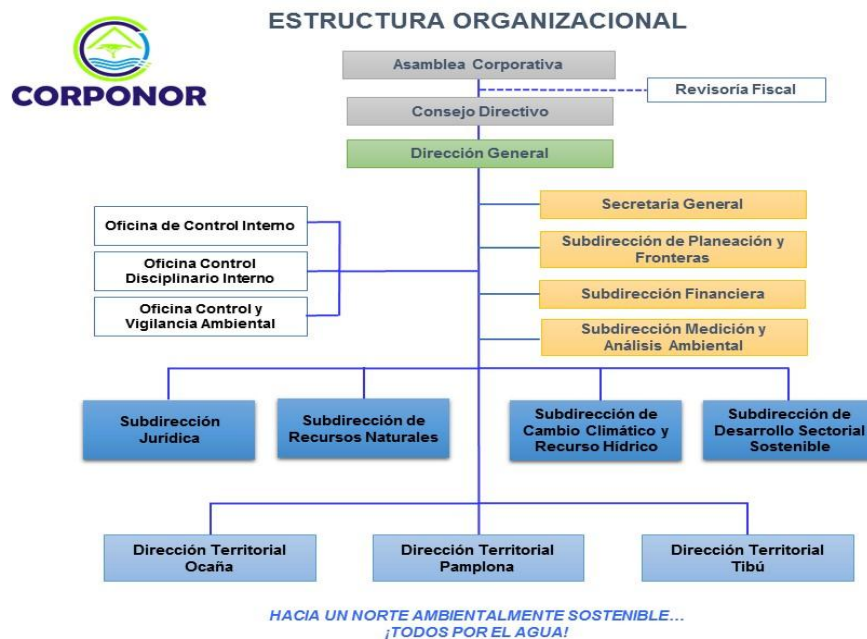 ESTRUCTURA ORGANIZACIONAL
CORPONOR
Asamblea Corporativa
Revisoría Fiscal
Consejo Directivo
Dirección General
Secretaría General
Oficina de Control Interno
Subdirección de Planeación y
Fronteras
Oficina Control
Disciplinario Interno
Subdirección Financiera
Oficina Control y
Vigilancia Ambiental
Subdirección Medición y
Análisis Ambiental
Subdirección
Jurídica
Subdirección de
Recursos Naturales
Subdirección de
Cambio Climático y
Recurso Hídrico
Subdirección de
Desarrollo Sectorial
Sostenible
Dirección Territorial
Ocaña
Dirección Territorial
Pamplona
Dirección Territorial
Tibú
HACIA UN NORTE AMBIENTALMENTE SOSTENIBLE...
¡TODOS POR EL AGUA!